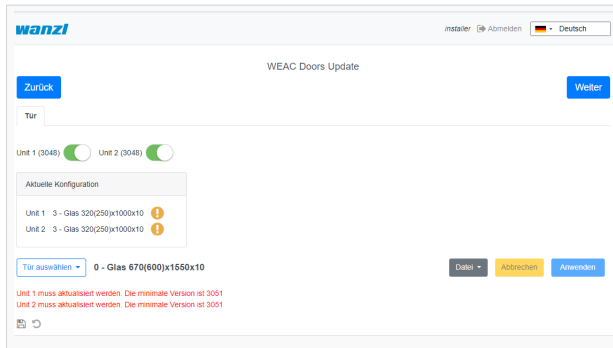 wanzl
installer Abmelden Deutsch
WEAC Doors Update
Zurück Weiter
Tür
Unit 1 (3048) Unit 2 (3048)
Aktuelle Konfiguration
Unit 1 3 - Glas 320(250)x1000x10
Unit 2 3 - Glas 320(250)x1000x10
Tür auswählen 0 - Glas 670(600)x1550x10 Datei Abbrechen Anwenden
Unit 1 muss aktualisiert werden. Die minimale Version ist 3051
Unit 2 muss aktualisiert werden. Die minimale Version ist 3051